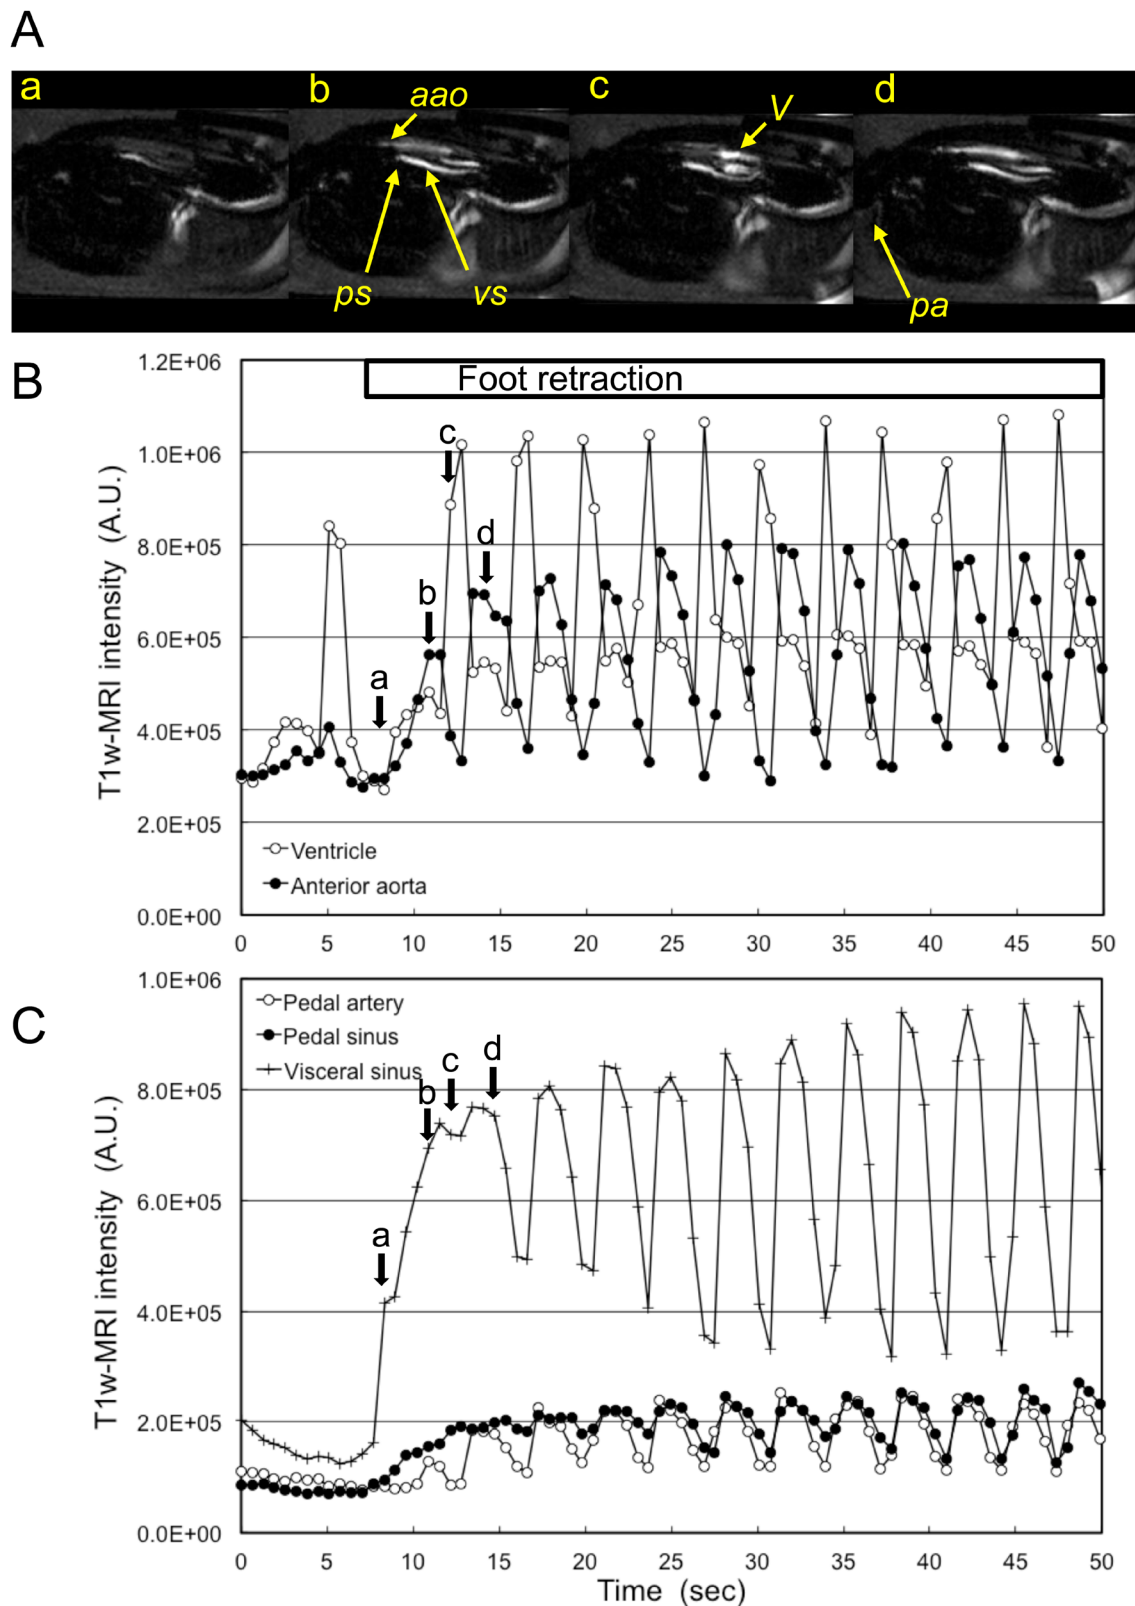 A
a b c d
aao V
ps vs pa
B
Foot retraction
T1w-MRI intensity (A.U.)
1.2E+06
1.0E+06
8.0E+05
6.0E+05
4.0E+05
2.0E+05
0.0E+00
a b c d
Ventricle
Anterior aorta
0 5 10 15 20 25 30 35 40 45 50
C
T1w-MRI intensity (A.U.)
1.0E+06
8.0E+05
6.0E+05
4.0E+05
2.0E+05
0.0E+00
Pedal artery
Pedal sinus
Visceral sinus
a b c d
0 5 10 15 20 25 30 35 40 45 50
Time (sec)